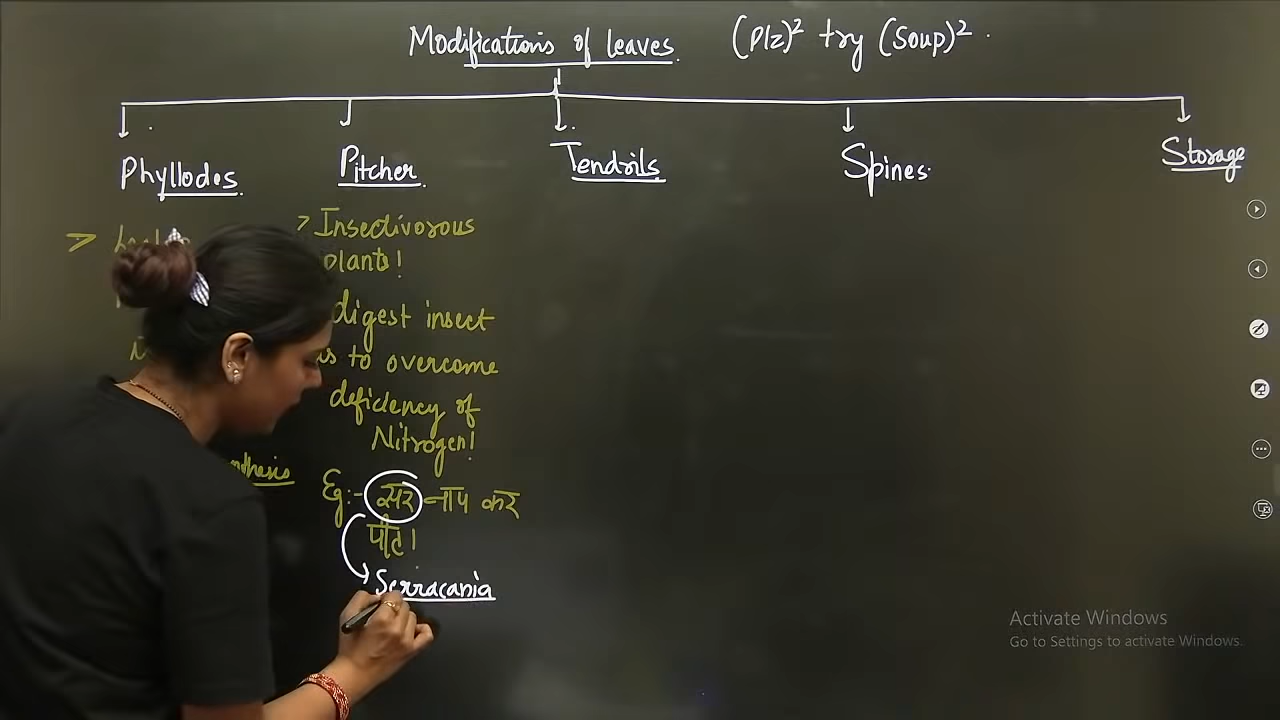 Modifications of leaves (Plz)² try (Soup)² .
Phyllodes Pitcher Tendrils Spines Storage
> > Insectivorous
plants!
digest insect
to overcome
deficiency of
Nitrogen!
Eg:- सर नाप कर
पीट।
Serracania
Activate Windows
Go to Settings to activate Windows.